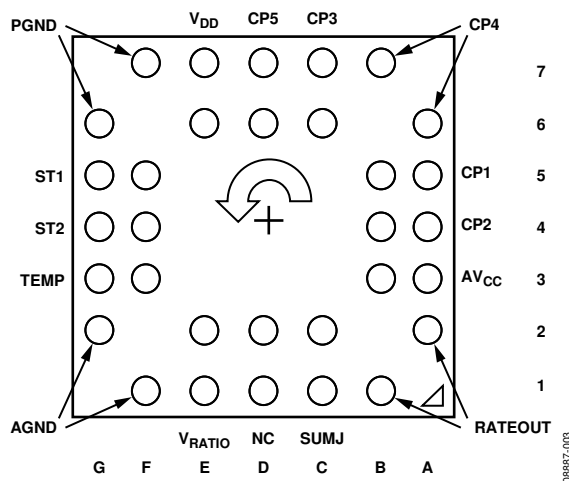 PGND VDD CP5 CP3 CP4
7
6
ST1 CP1 5
ST2 CP2 4
TEMP AVCC 3
2
1
AGND VRATIO NC SUMJ RATEOUT
G F E D C B A
08887-003